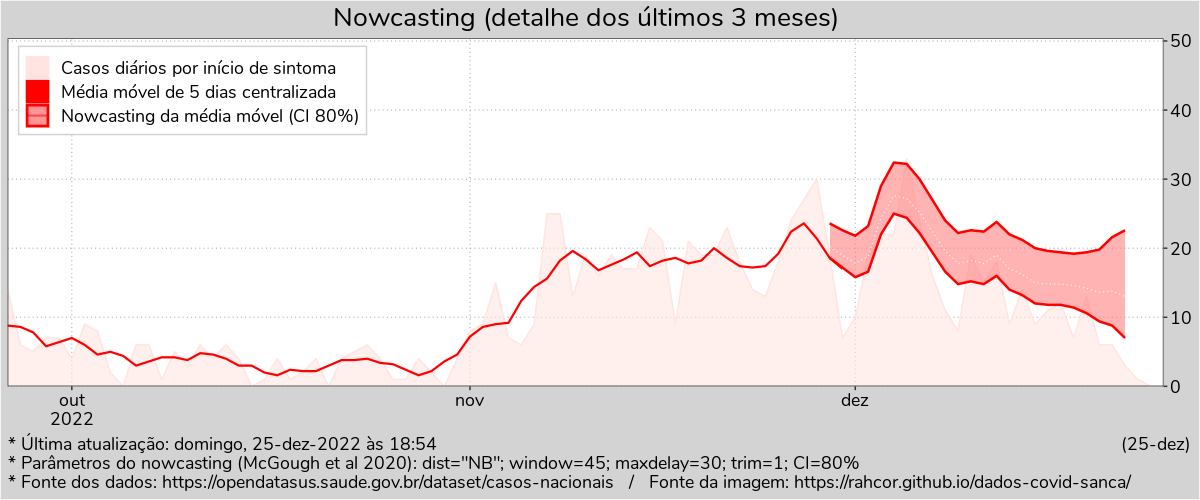 Nowcasting (detalhe dos últimos 3 meses)
Casos diários por início de sintoma
Média móvel de 5 dias centralizada
Nowcasting da média móvel (CI 80%)
50
40
30
20
10
0
out
2022
nov
dez
* Última atualização: domingo, 25-dez-2022 às 18:54
(25-dez)
* Parâmetros do nowcasting (McGough et al 2020): dist="NB"; window=45; maxdelay=30; trim=1; CI=80%
* Fonte dos dados: https://opendatasus.saude.gov.br/dataset/casos-nacionais / Fonte da imagem: https://rahcor.github.io/dados-covid-sanca/